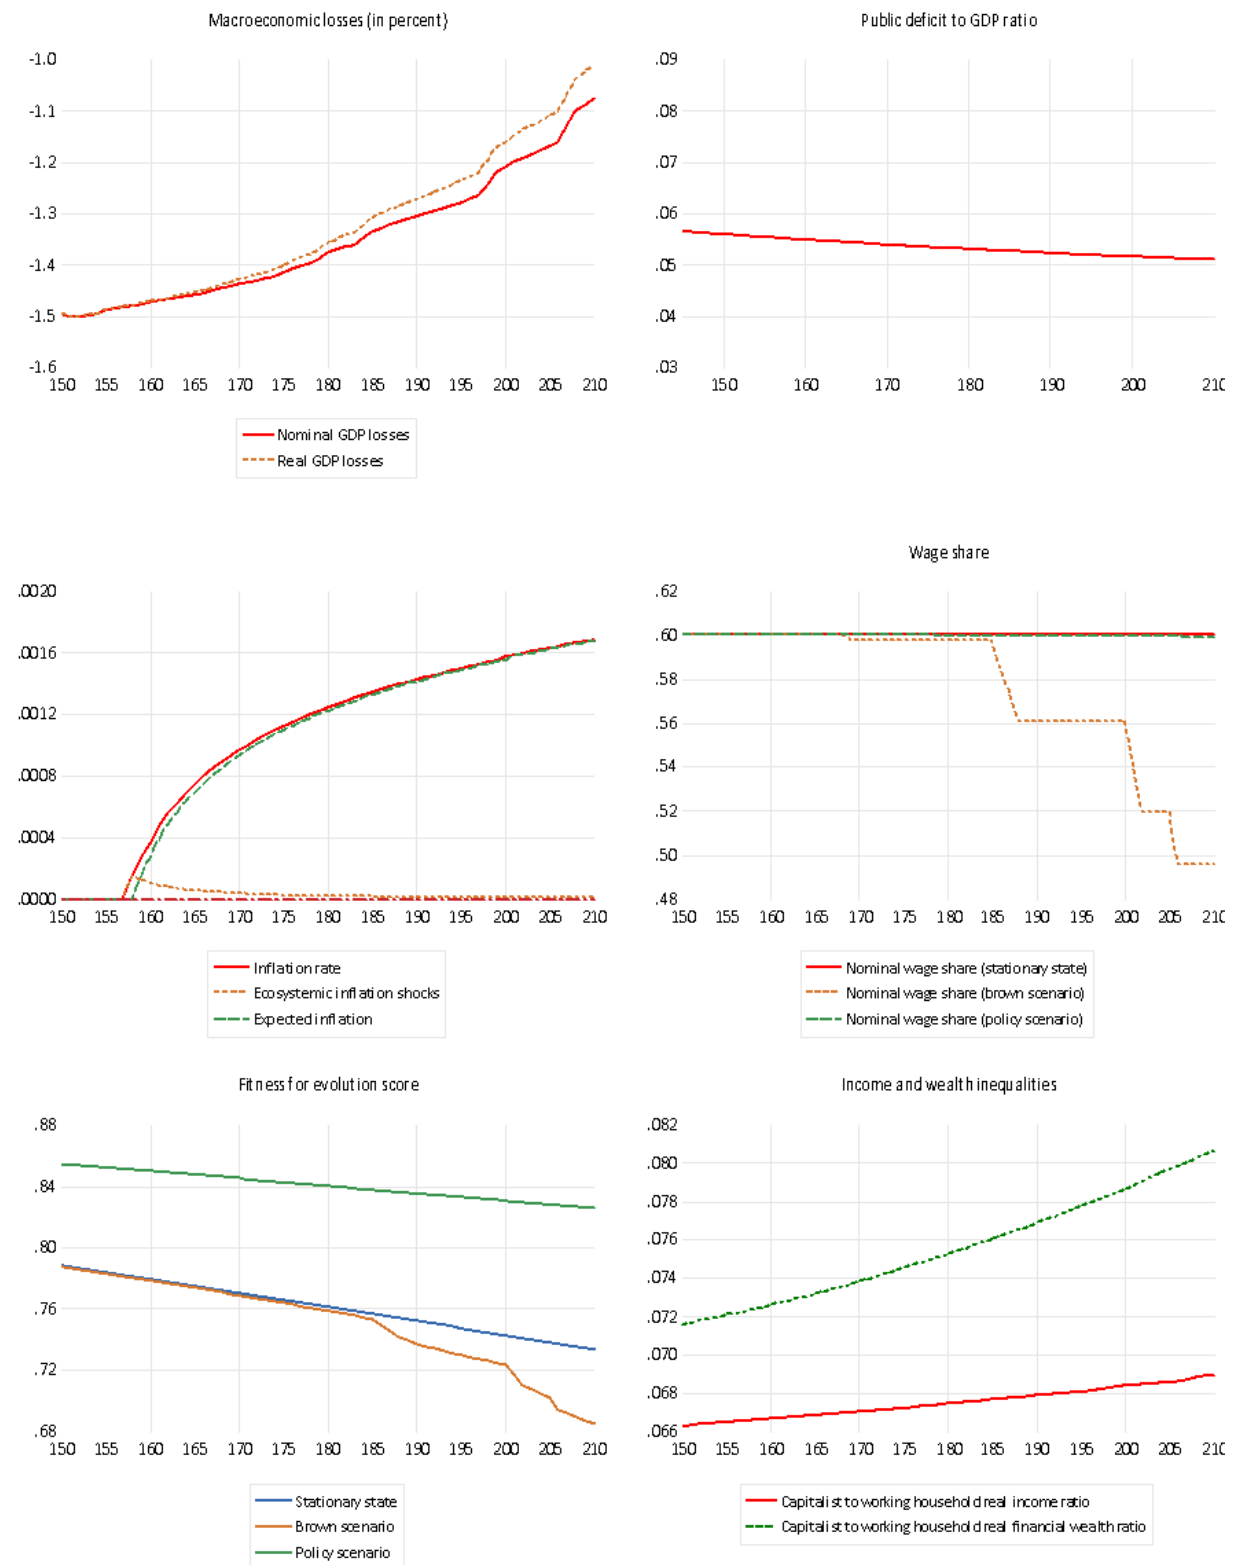 Macroeconomic losses (in percent)
-1.0
-1.1
-1.2
-1.3
-1.4
-1.5
-1.6
150 155 160 165 170 175 180 185 190 195 200 205 210
Nominal GDP losses
Real GDP losses
Public deficit to GDP ratio
.09
.08
.07
.06
.05
.04
.03
150 160 170 180 190 200 210
.0020
.0016
.0012
.0008
.0004
.0000
150 155 160 165 170 175 180 185 190 195 200 205 210
Inflation rate
Ecosystemic inflation shocks
Expected inflation
Wage share
.62
.60
.58
.56
.54
.52
.50
.48
150 155 160 165 170 175 180 185 190 195 200 205 210
Nominal wage share (stationary state)
Nominal wage share (brown scenario)
Nominal wage share (policy scenario)
Fitness for evolution score
.88
.84
.80
.76
.72
.68
150 155 160 165 170 175 180 185 190 195 200 205 210
Stationary state
Brown scenario
Policy scenario
Income and wealth inequalities
.082
.080
.078
.076
.074
.072
.070
.068
.066
150 155 160 165 170 175 180 185 190 195 200 205 210
Capitalist to working household real income ratio
Capitalist to working household real financial wealth ratio